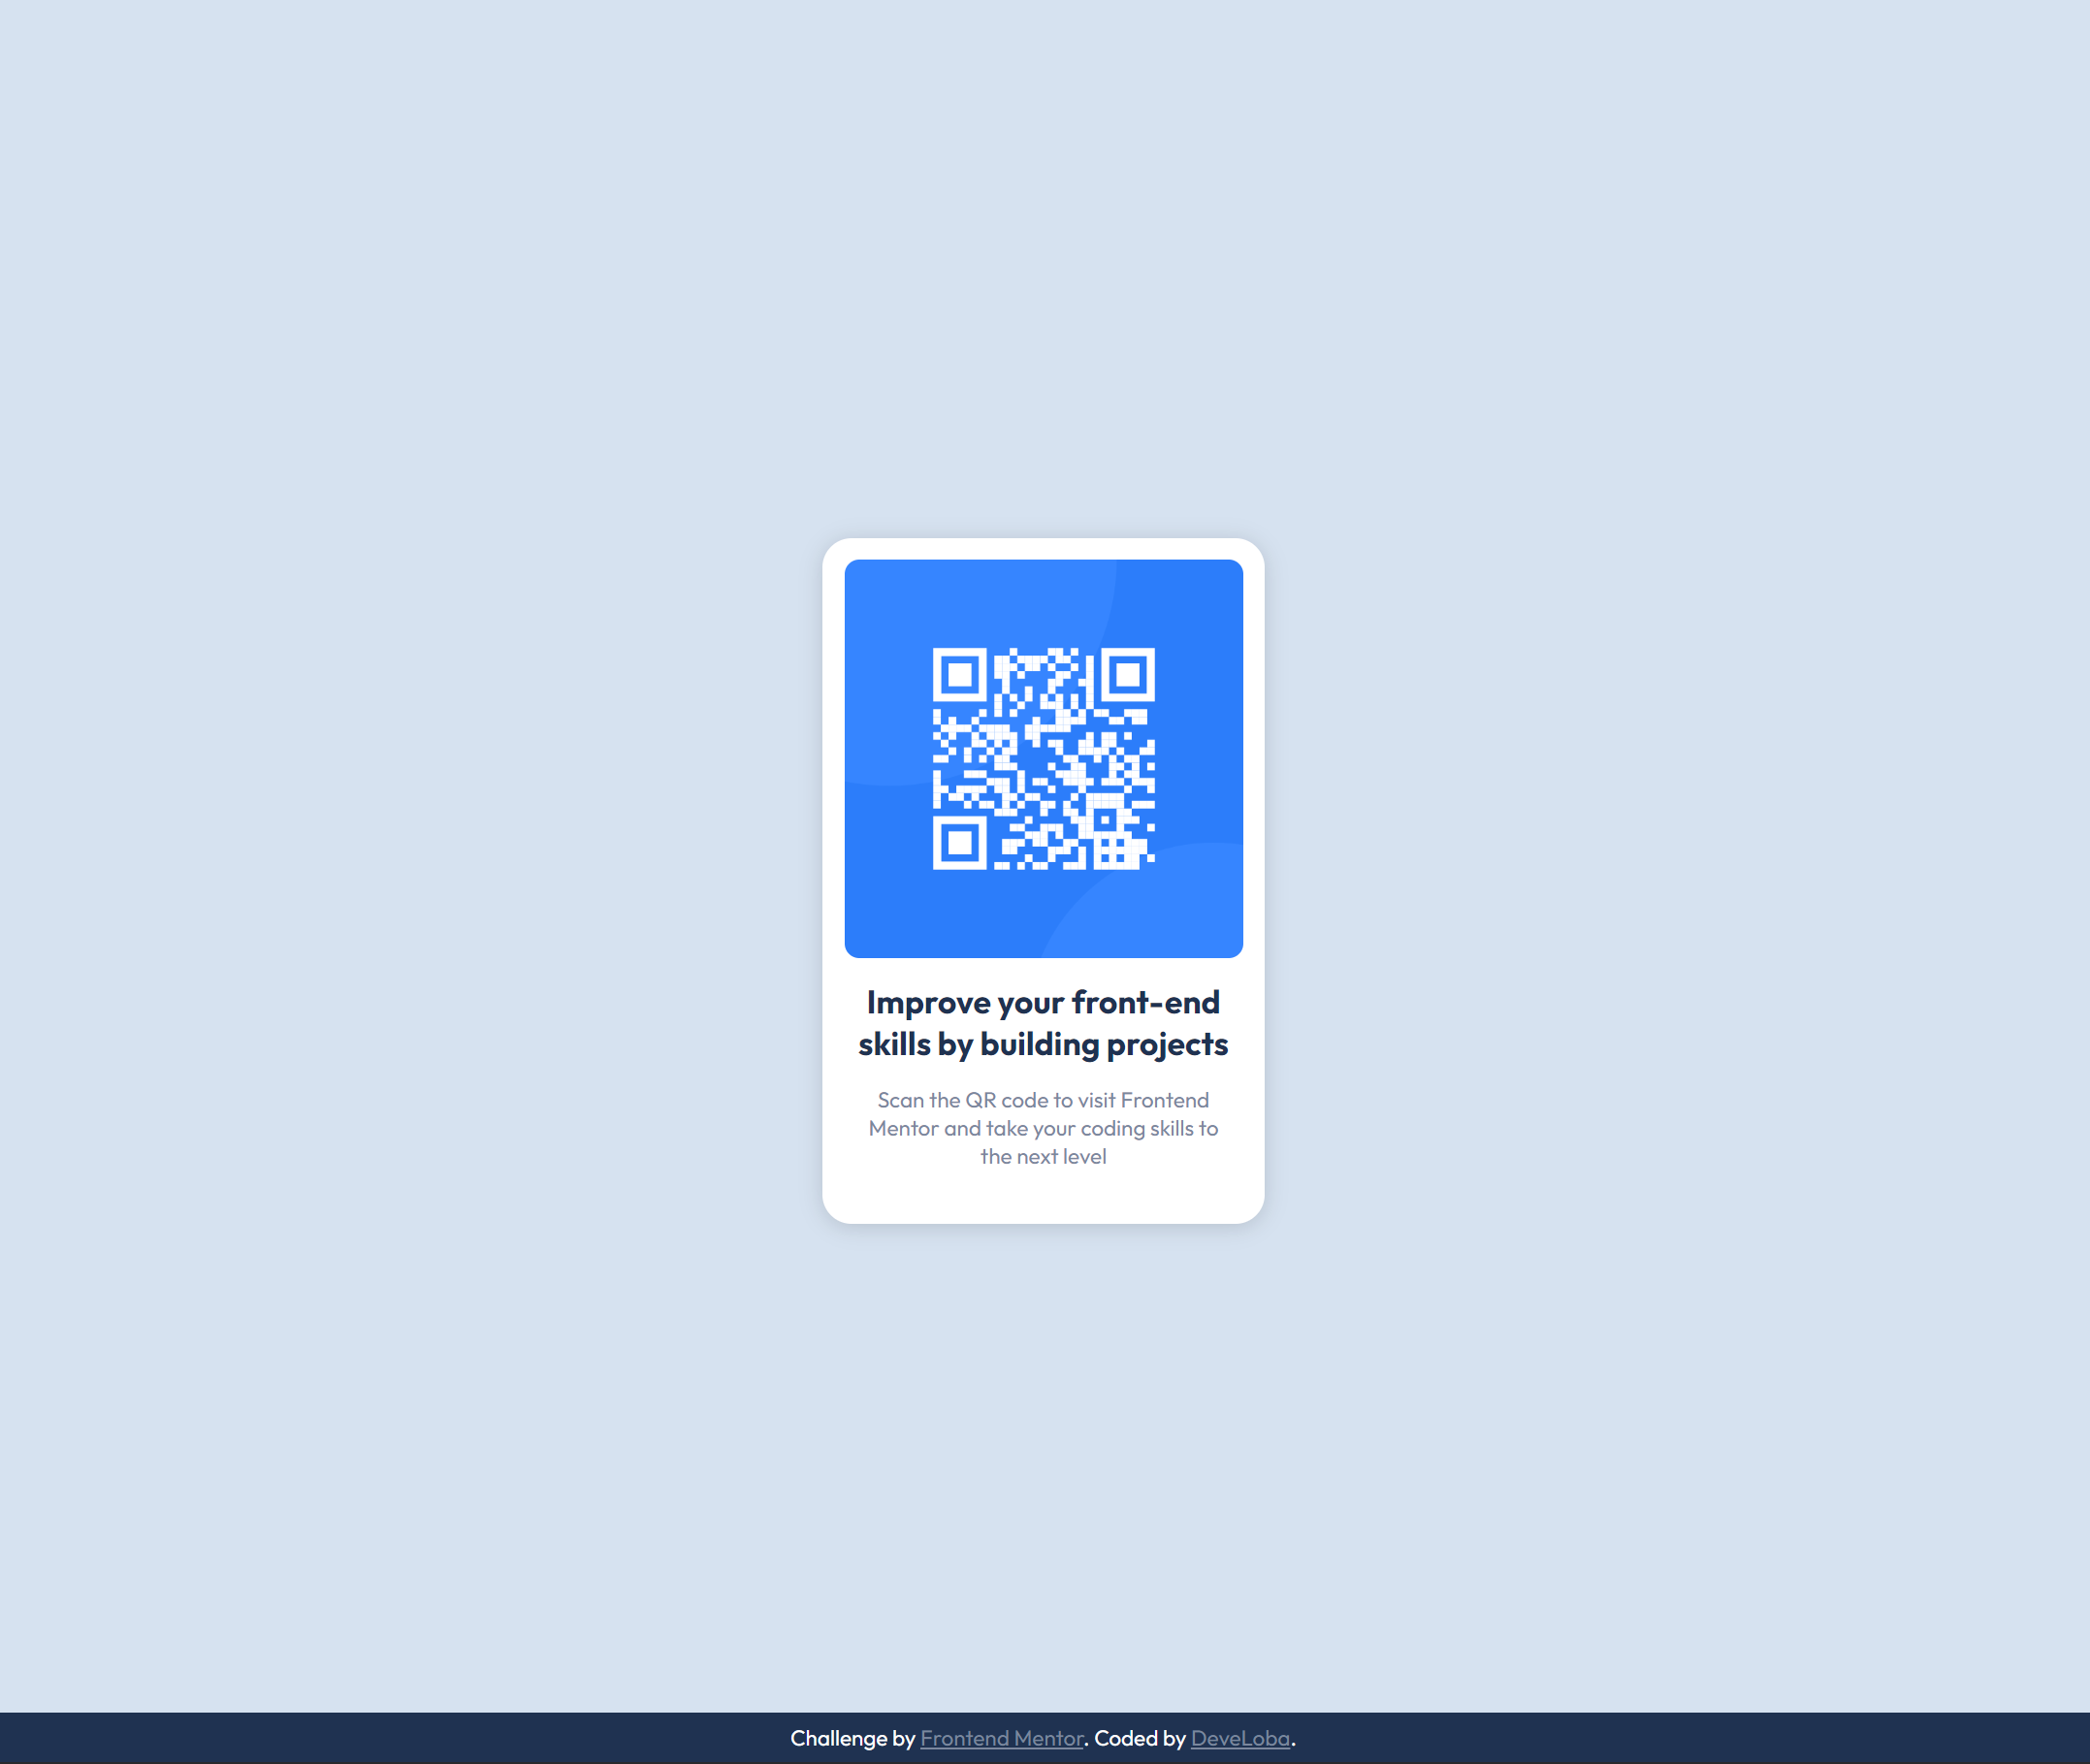 Improve your front-end
skills by building projects
Scan the QR code to visit Frontend
Mentor and take your coding skills to
the next level
Challenge by Frontend Mentor. Coded by DeveLoba.